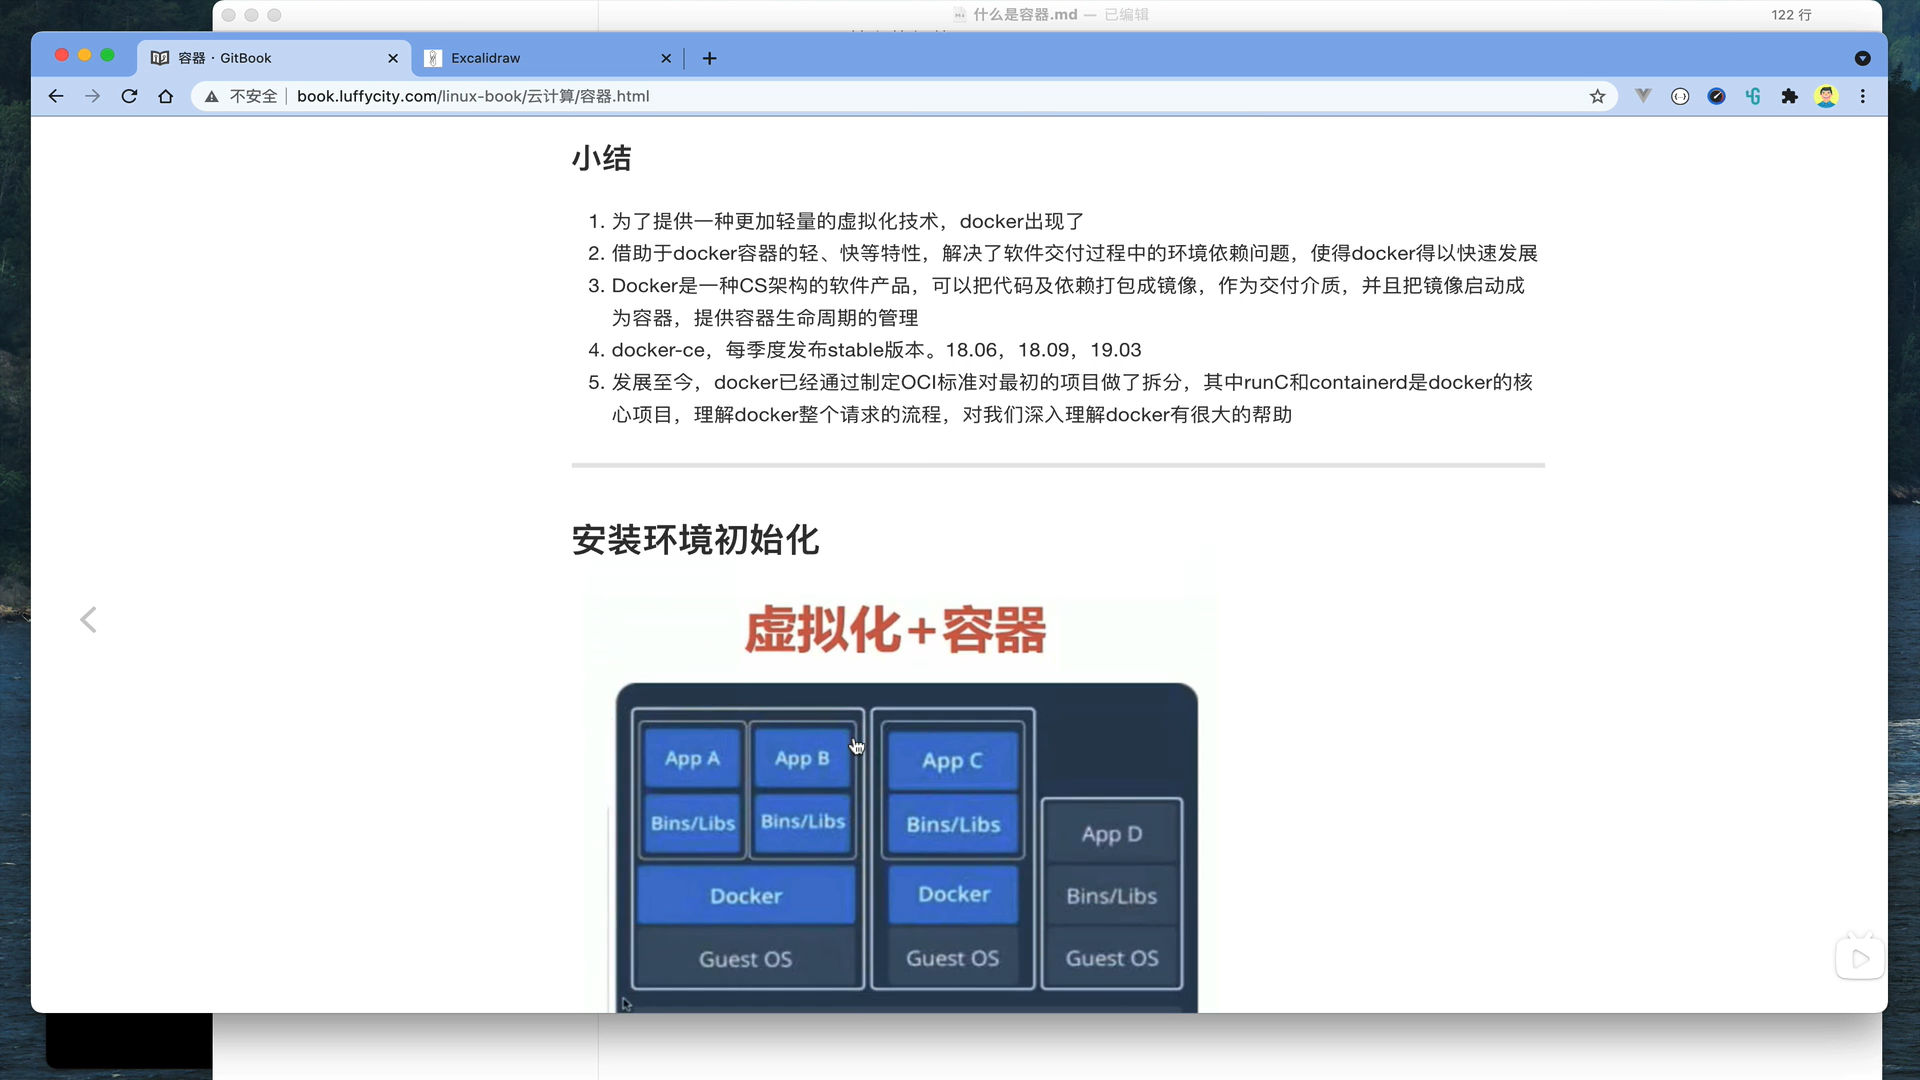 什么是容器.md — 已编辑
122 行
容器 · GitBook
Excalidraw
不安全
book.luffycity.com/linux-book/云计算/容器.html
小结
1. 为了提供一种更加轻量的虚拟化技术，docker出现了
2. 借助于docker容器的轻、快等特性，解决了软件交付过程中的环境依赖问题，使得docker得以快速发展
3. Docker是一种CS架构的软件产品，可以把代码及依赖打包成镜像，作为交付介质，并且把镜像启动成
为容器，提供容器生命周期的管理
4. docker-ce，每季度发布stable版本。18.06，18.09，19.03
5. 发展至今，docker已经通过制定OCI标准对最初的项目做了拆分，其中runC和containerd是docker的核
心项目，理解docker整个请求的流程，对我们深入理解docker有很大的帮助
安装环境初始化
虚拟化+容器
App A
App B
App C
Bins/Libs
Bins/Libs
Bins/Libs
App D
Docker
Docker
Bins/Libs
Guest OS
Guest OS
Guest OS